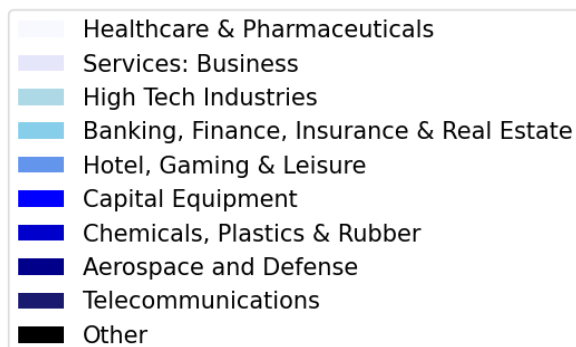 Healthcare & Pharmaceuticals
Services: Business
High Tech Industries
Banking, Finance, Insurance & Real Estate
Hotel, Gaming & Leisure
Capital Equipment
Chemicals, Plastics & Rubber
Aerospace and Defense
Telecommunications
Other